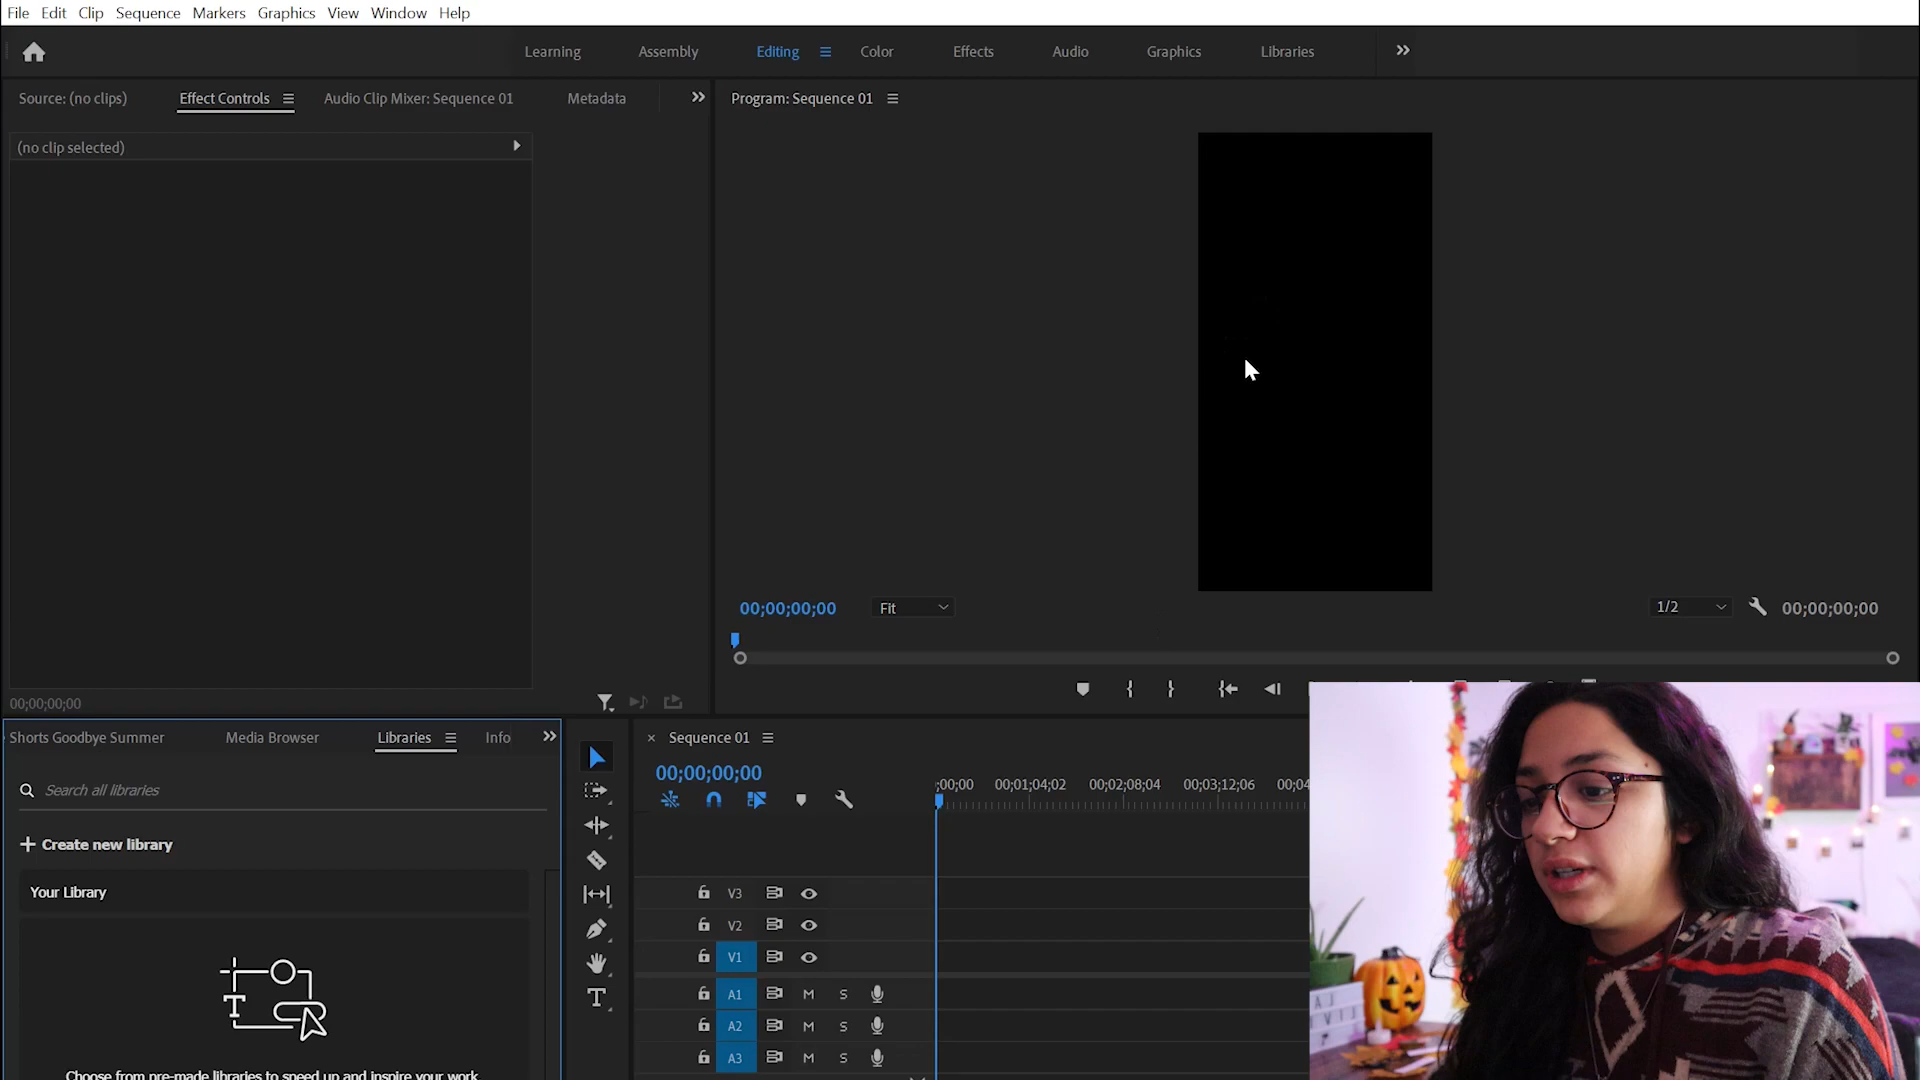 File Edit Clip Sequence Markers Graphics View Window Help
Learning Assembly Editing Color Effects Audio Graphics Libraries
Source: (no clips) Effect Controls Audio Clip Mixer: Sequence 01 Metadata
Program: Sequence 01
(no clip selected)
00;00;00;00 Fit 1/2 00;00;00;00
00;00;00;00
Shorts Goodbye Summer Media Browser Libraries Info
Search all libraries
Create new library
Your Library
Choose from pre-made libraries to speed up and inspire your work
Sequence 01
00;00;00;00
;00;00 00;01;04;02 00;02;08;04 00;03;12;06 00;04
V3
V2
V1
A1 M S
A2 M S
A3 M S